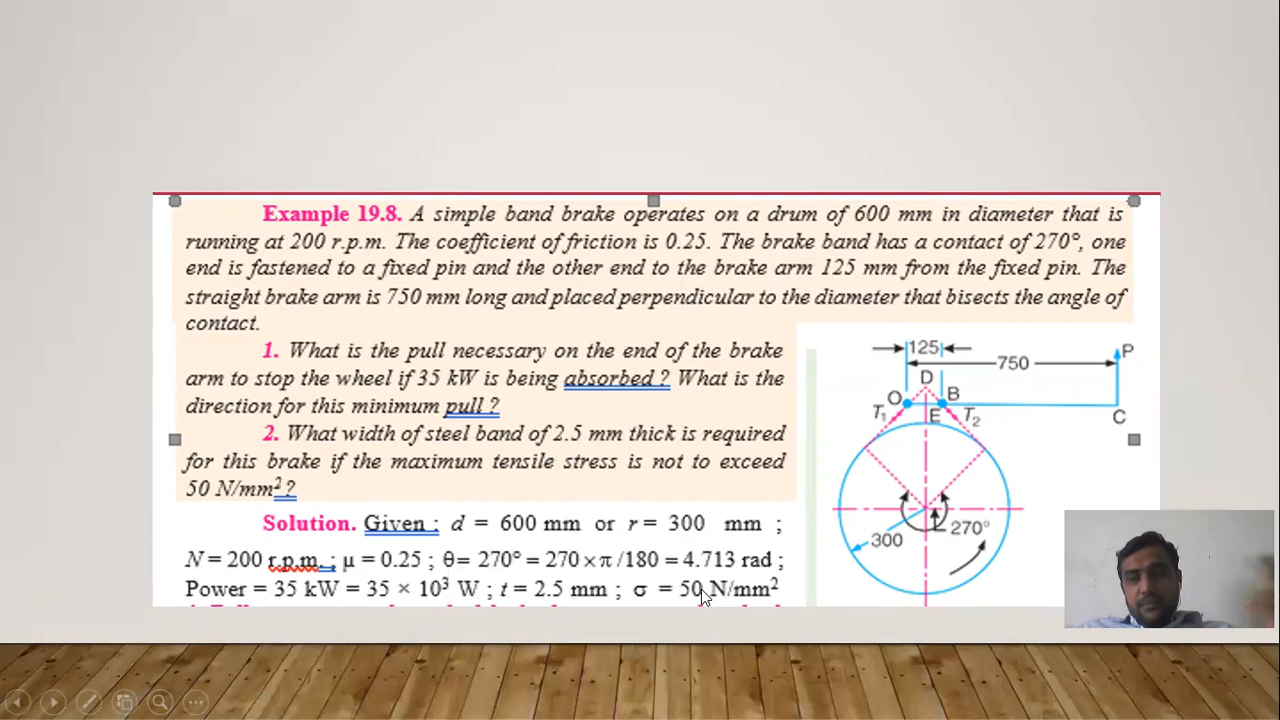 Example 19.8. A simple band brake operates on a drum of 600 mm in diameter that is
running at 200 r.p.m. The coefficient of friction is 0.25. The brake band has a contact of 270°, one
end is fastened to a fixed pin and the other end to the brake arm 125 mm from the fixed pin. The
straight brake arm is 750 mm long and placed perpendicular to the diameter that bisects the angle of
contact.
1. What is the pull necessary on the end of the brake
arm to stop the wheel if 35 kW is being absorbed ? What is the
direction for this minimum pull ?
2. What width of steel band of 2.5 mm thick is required
for this brake if the maximum tensile stress is not to exceed
50 N/mm² ?
Solution. Given : d = 600 mm or r = 300 mm ;
N = 200 r.p.m. ; μ = 0.25 ; θ= 270° = 270 × π /180 = 4.713 rad ;
Power = 35 kW = 35 × 10³ W ; t = 2.5 mm ; σ = 50 N/mm²
125
P
750
D
O
B
T₁
E
T₂
C
270°
300